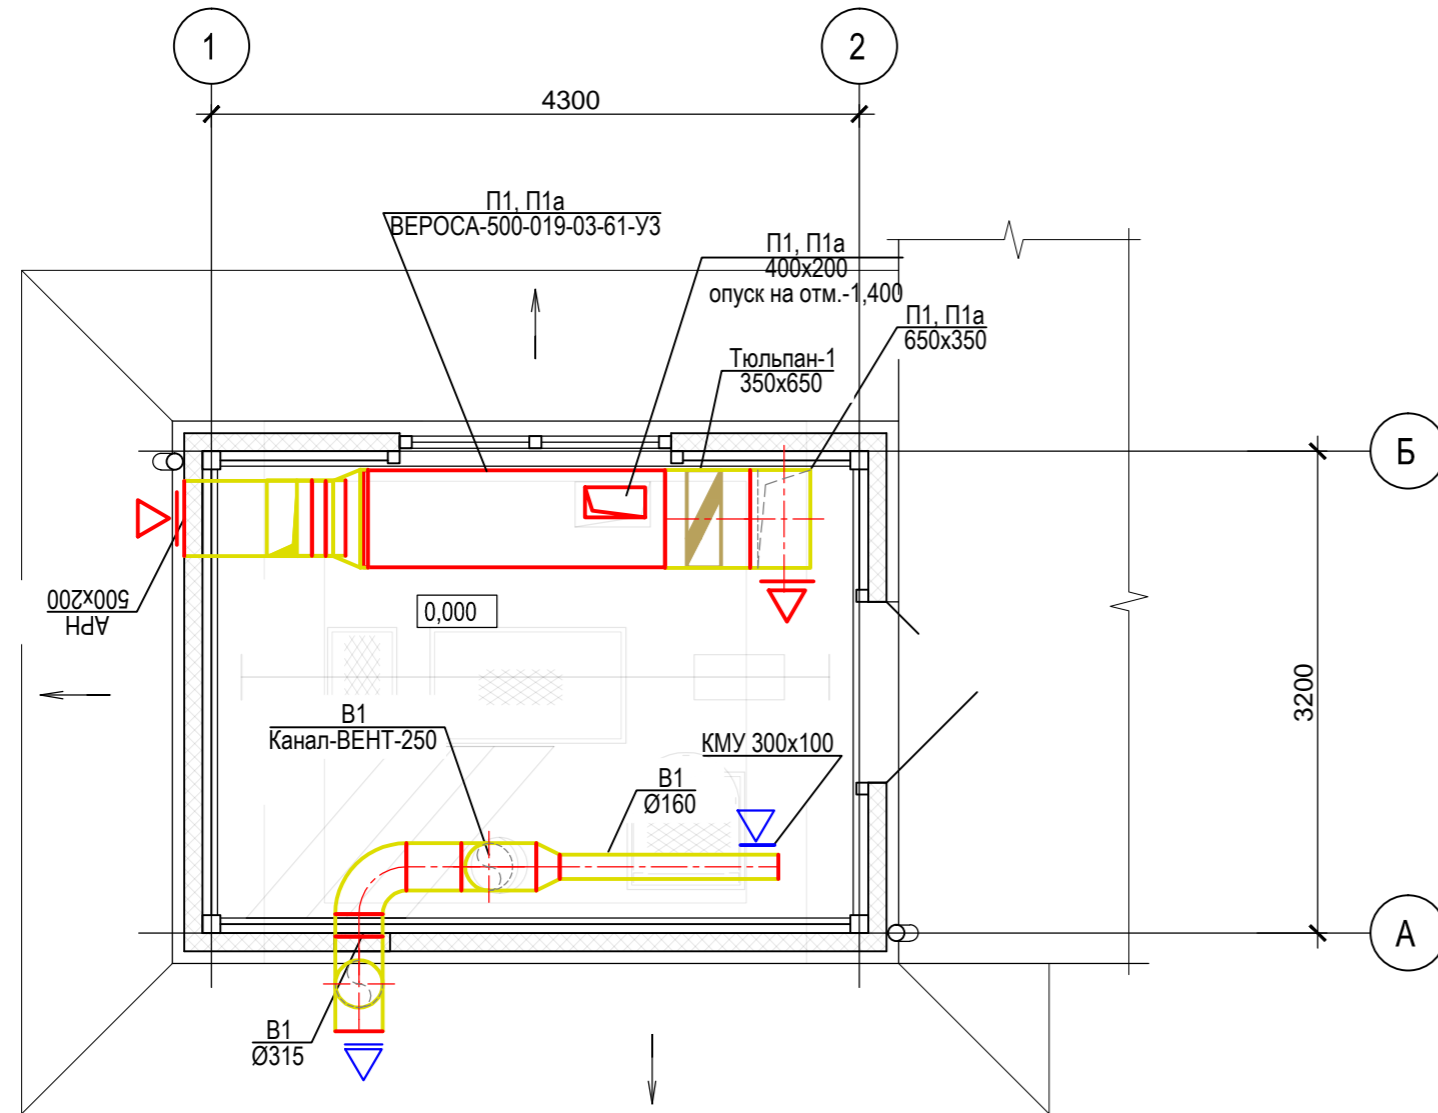 1
2
4300
П1, П1а
ВЕРОСА-500-019-03-61-У3
П1, П1а
400х200
опуск на отм.-1,400
П1, П1а
650х350
Тюльпан-1
350х650
Б
АРН
500х200
0,000
3200
В1
Канал-ВЕНТ-250
КМУ 300х100
В1
Ø160
А
В1
Ø315